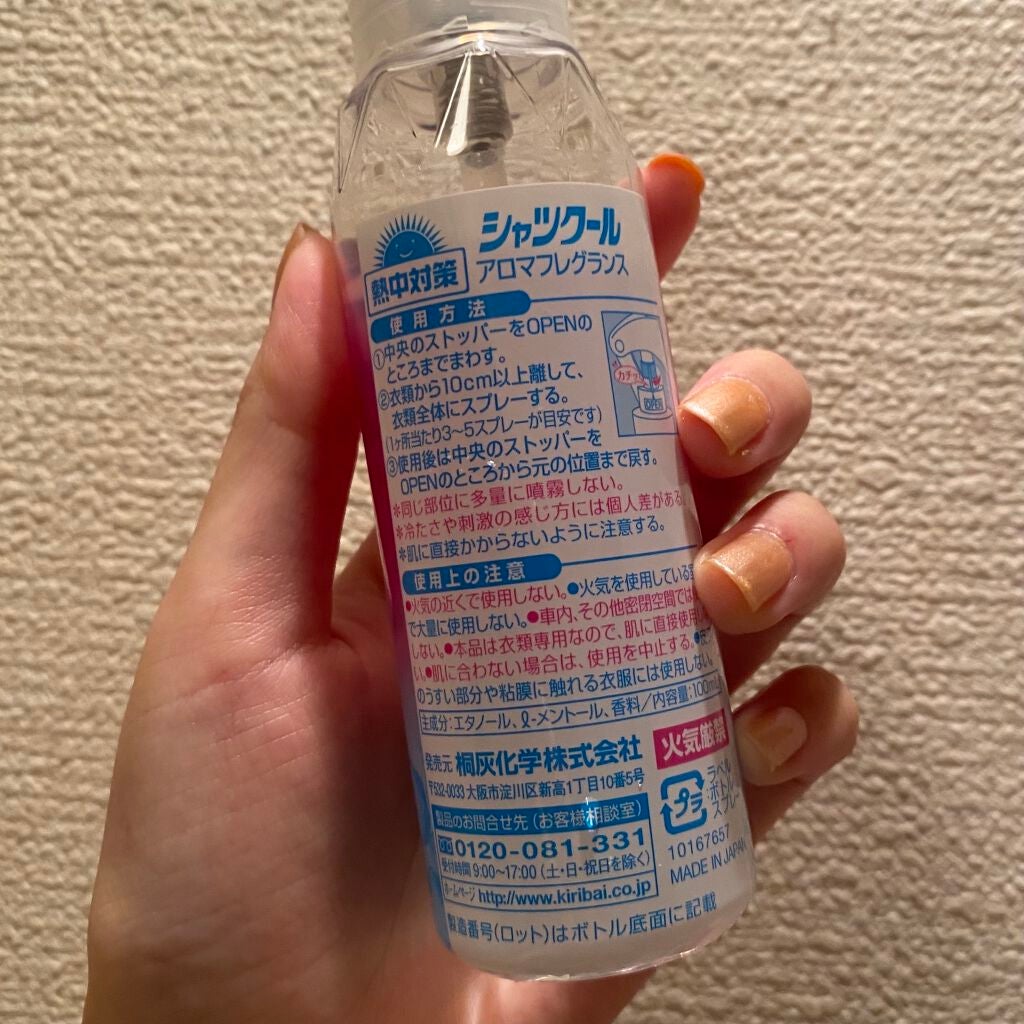 シャツクール
アロマフレグランス
熱中対策
使用方法
①中央のストッパーをOPENの
ところまでまわす。
②衣類から10cm以上離して、
衣類全体にスプレーする。
(1ヶ所当たり3〜5スプレーが目安です)
③使用後は中央のストッパーを
OPENのところから元の位置まで戻す。
カチッ
OPEN
*同じ部位に多量に噴霧しない。
*冷たさや刺激の感じ方には個人差がある
*肌に直接かからないように注意する。
使用上の注意
●火気の近くで使用しない。●火気を使用している
で大量に使用しない。●車内、その他密閉空間では
しない。●本品は衣類専用なので、肌に直接使用
い。●肌に合わない場合は、使用を中止する。
のうすい部分や粘膜に触れる衣服には使用しない。
主成分:エタノール、ℓ-メントール、香料/内容量:100mL
発売元 桐灰化学株式会社
火気厳禁
〒532-0033 大阪市淀川区新高1丁目10番5号
製品のお問合せ先(お客様相談室)
0120-081-331
受付時間 9:00〜17:00(土・日・祝日を除く)
ホームページ http://www.kiribai.co.jp
プラ
ラベル
ボトル
スプレー
10167657
MADE IN JAPAN
製造番号(ロット)はボトル底面に記載